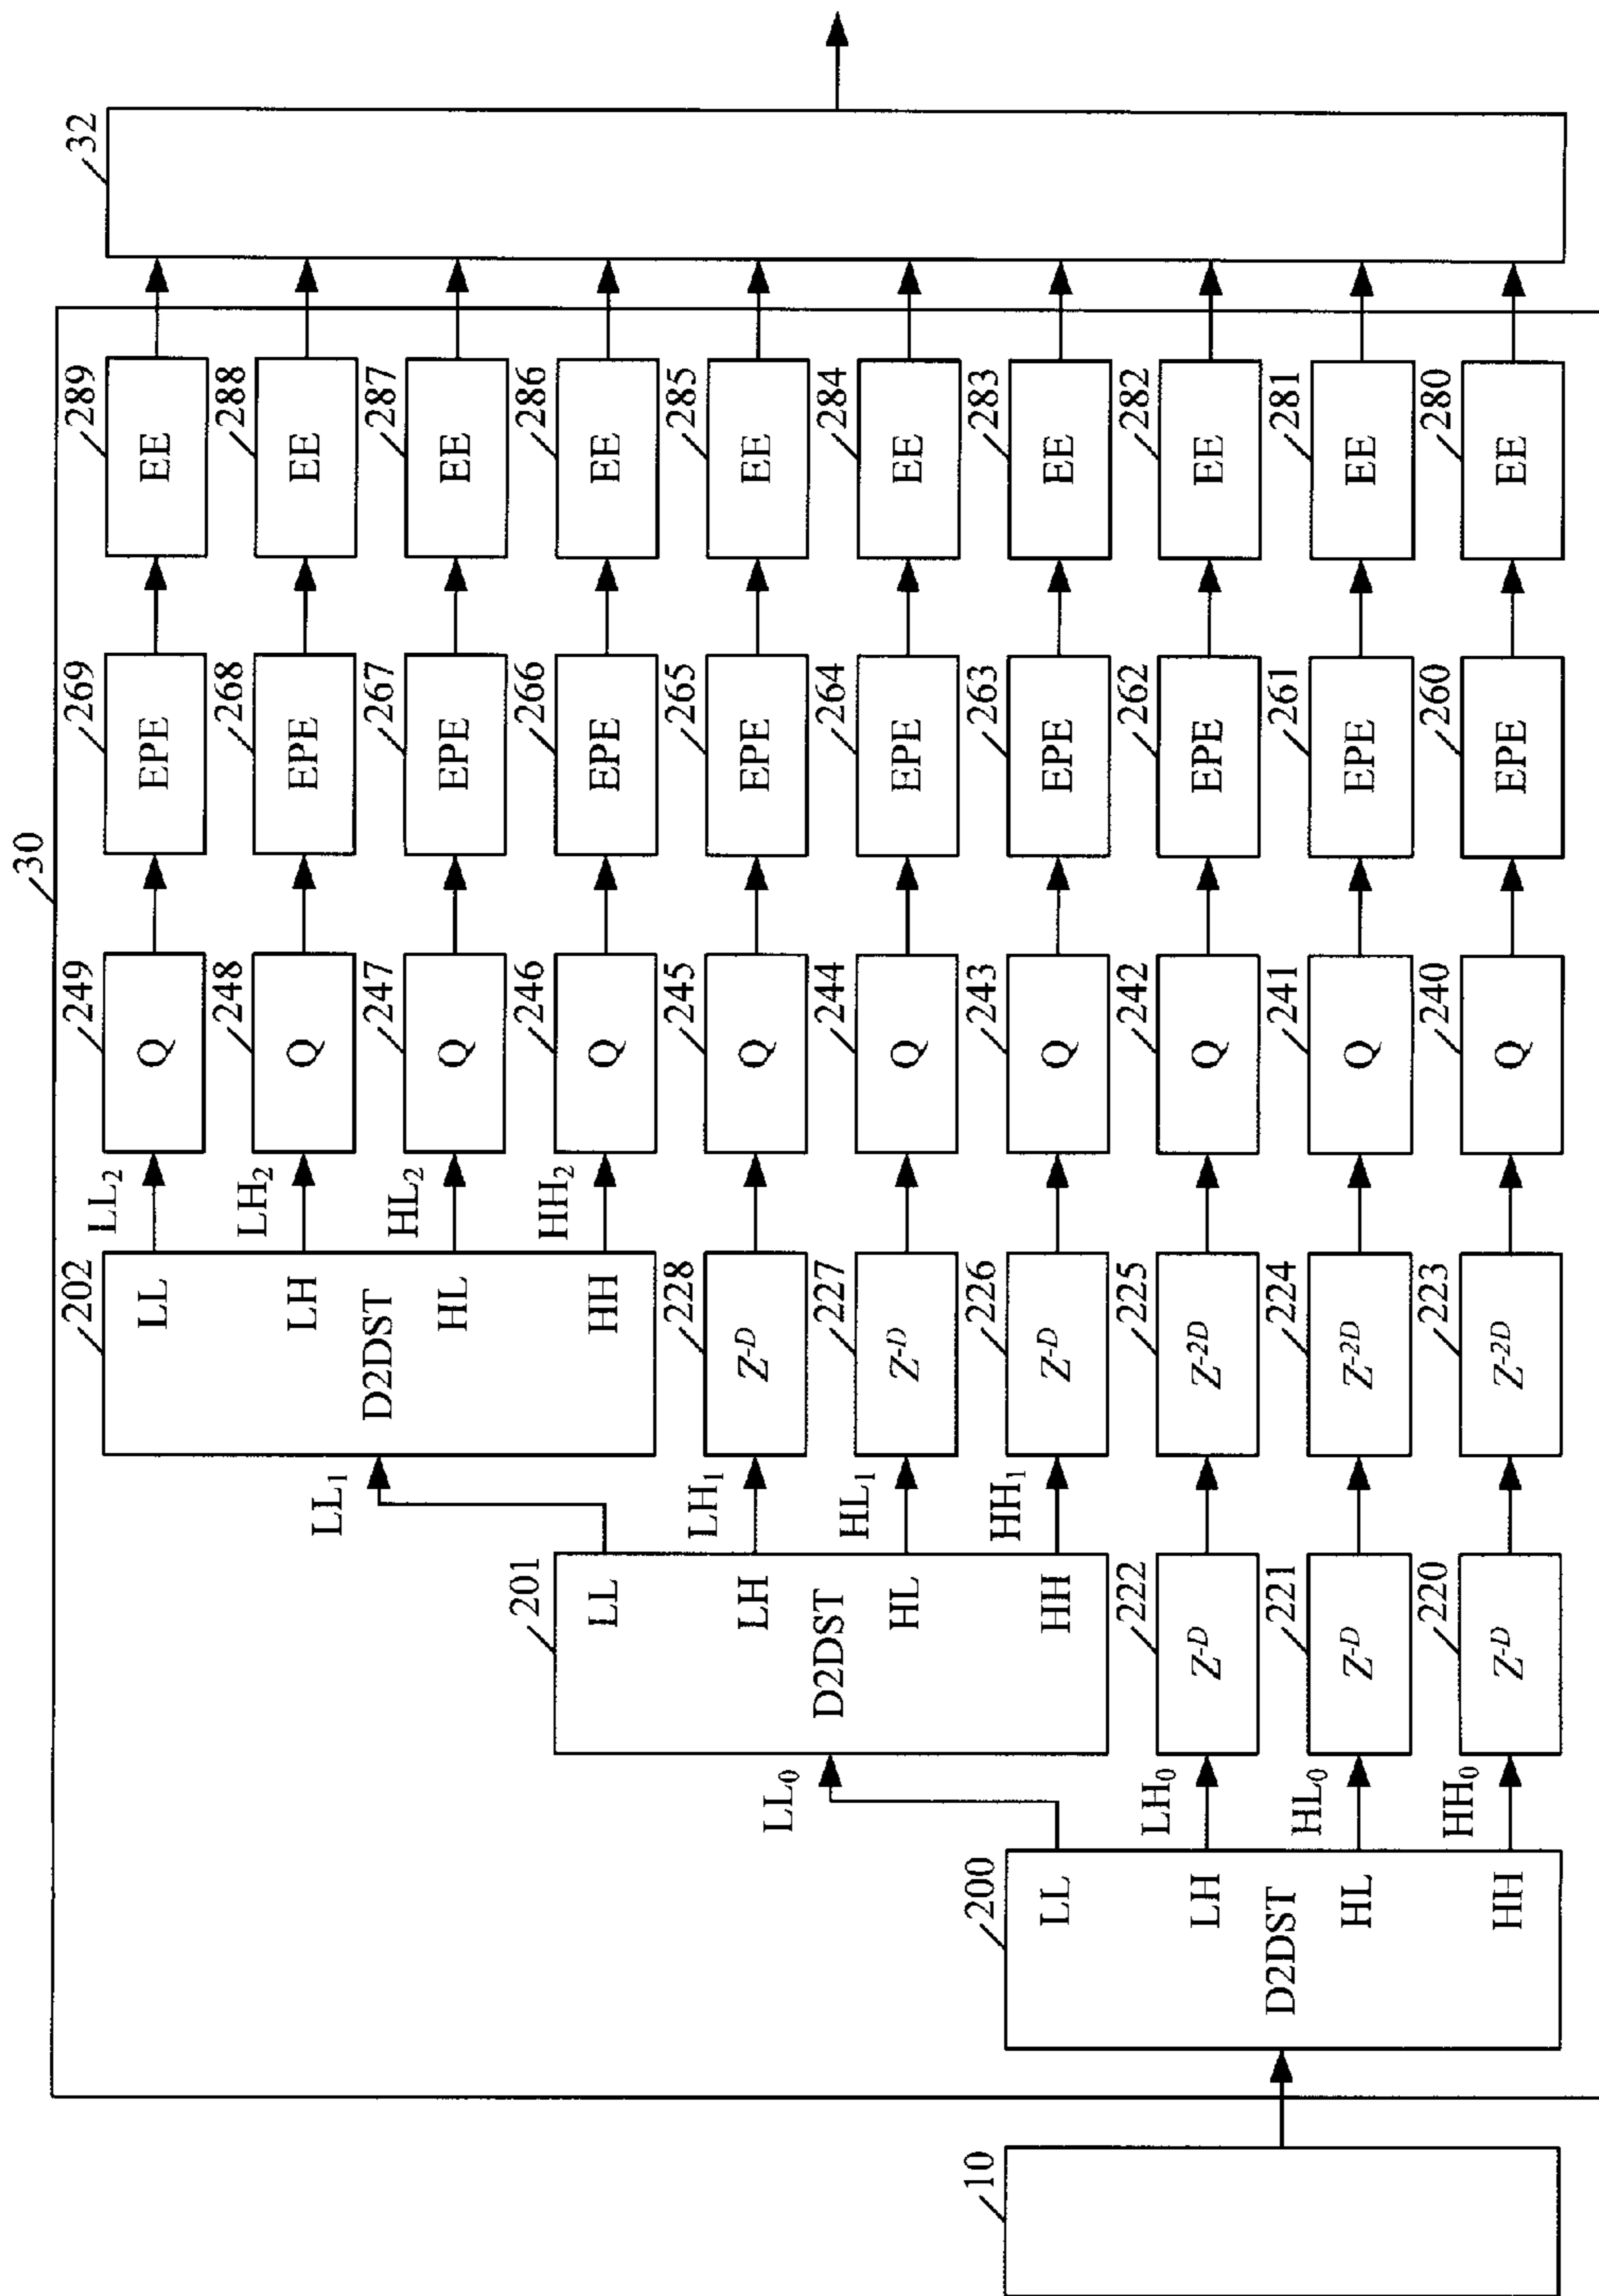 30
32
289
288
287
286
285
284
283
282
281
280
EE
EE
EE
EE
EE
EE
EE
EE
EE
EE
269
268
267
266
265
264
263
262
261
260
EPE
EPE
EPE
EPE
EPE
EPE
EPE
EPE
EPE
EPE
249
248
247
246
245
244
243
242
241
240
Q
Q
Q
Q
Q
Q
Q
Q
Q
Q
LL₂
LH₂
HL₂
HH₂
202
LL
LH
HL
HH
D2DST
228
227
226
225
224
223
Z⁻ᴰ
Z⁻ᴰ
Z⁻ᴰ
Z⁻²ᴰ
Z⁻²ᴰ
Z⁻²ᴰ
LL₁
LH₁
HL₁
HH₁
201
LL
LH
HL
HH
D2DST
222
221
220
Z⁻ᴰ
Z⁻ᴰ
Z⁻ᴰ
LL₀
LH₀
HL₀
HH₀
200
LL
LH
HL
HH
D2DST
10